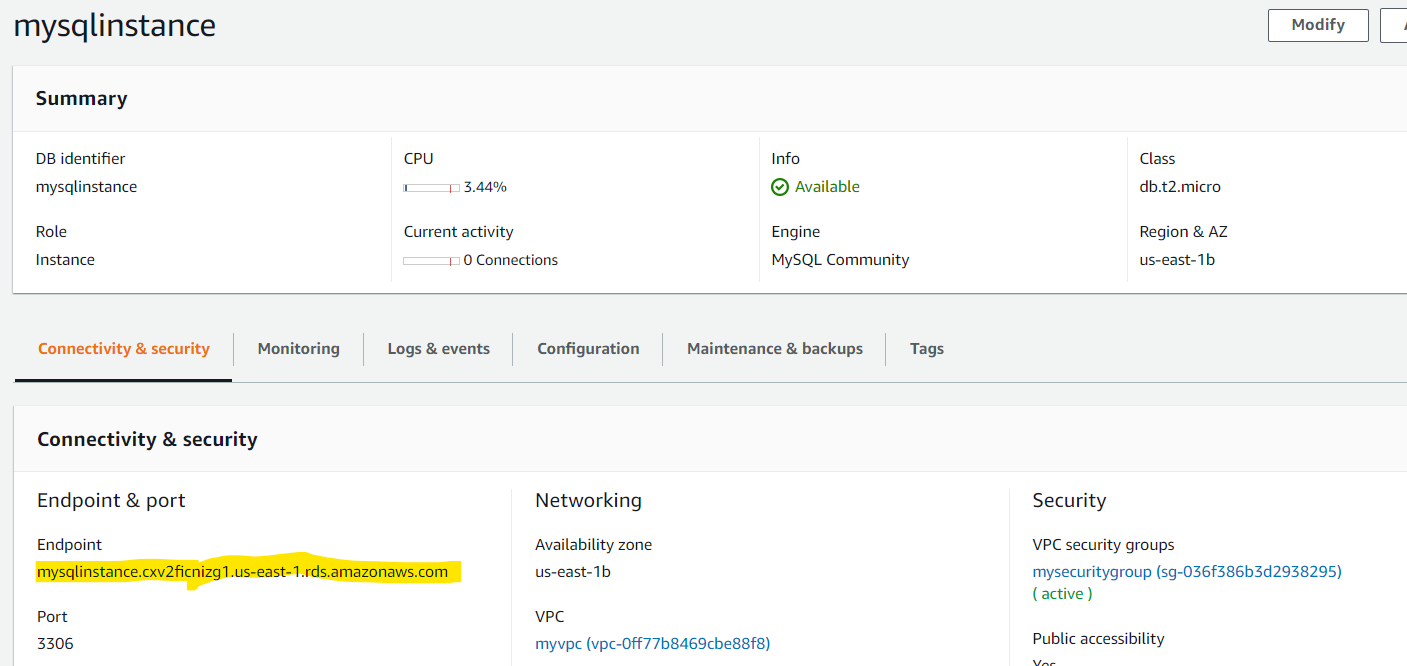 mysqlinstance
Modify
Summary
DB identifier
mysqlinstance
CPU
3.44%
Info
Available
Class
db.t2.micro
Role
Instance
Current activity
0 Connections
Engine
MySQL Community
Region & AZ
us-east-1b
Connectivity & security
Monitoring
Logs & events
Configuration
Maintenance & backups
Tags
Connectivity & security
Endpoint & port
Endpoint
mysqlinstance.cxv2ficnizg1.us-east-1.rds.amazonaws.com
Port
3306
Networking
Availability zone
us-east-1b
VPC
myvpc (vpc-0ff77b8469cbe88f8)
Security
VPC security groups
mysecuritygroup (sg-036f386b3d2938295)
( active )
Public accessibility
Yes